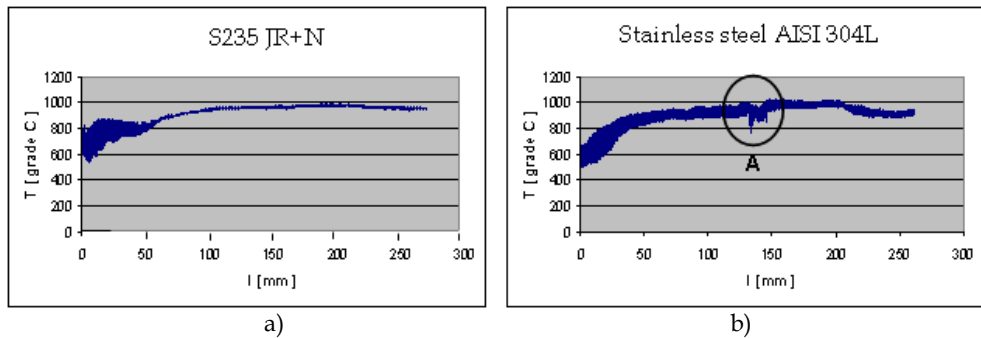 S235 JR+N
1200
1000
800
600
400
200
0
T [ grade C ]
0 50 100 150 200 250 300
l [ mm ]
a)
Stainless steel AISI 304L
1200
1000
800
600
400
200
0
T [ grade C ]
A
0 50 100 150 200 250 300
l [ mm ]
b)